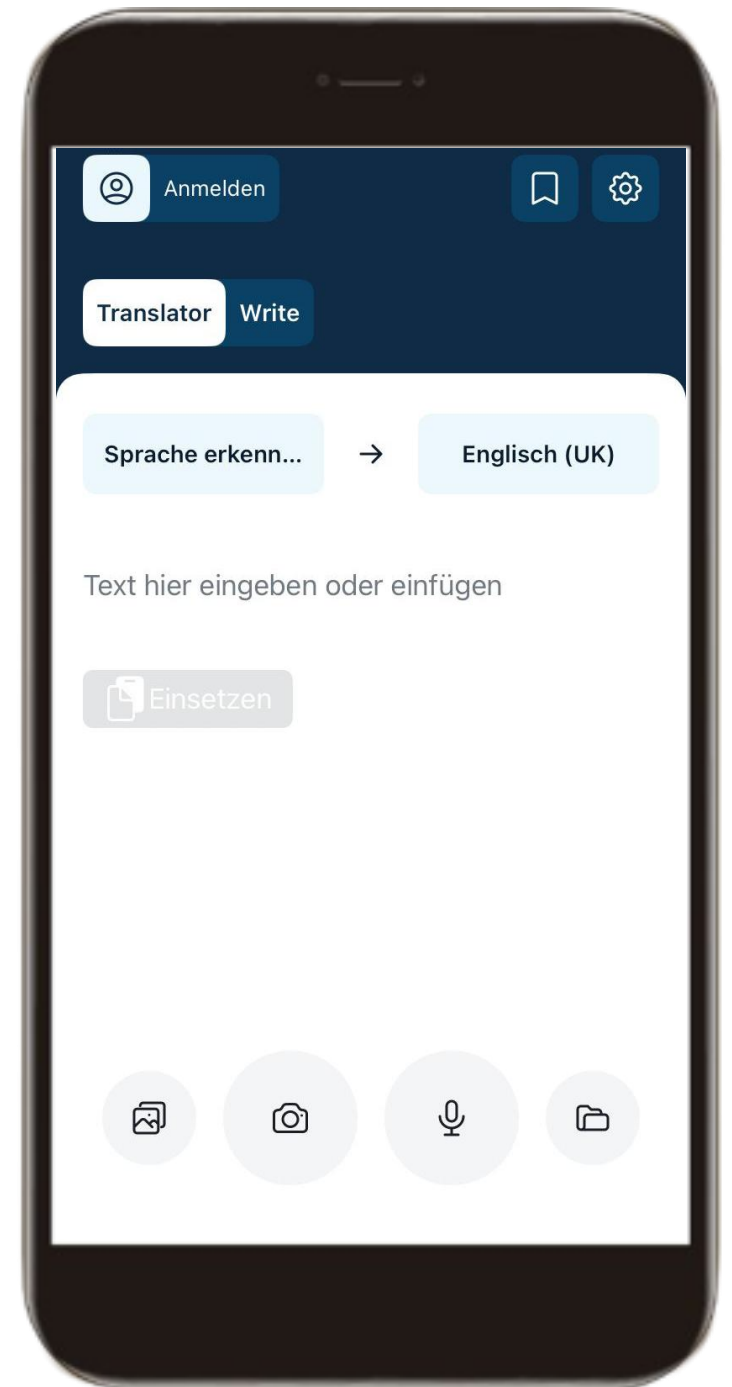 Anmelden
Translator Write
Sprache erkenn... → Englisch (UK)
Text hier eingeben oder einfügen
Einsetzen